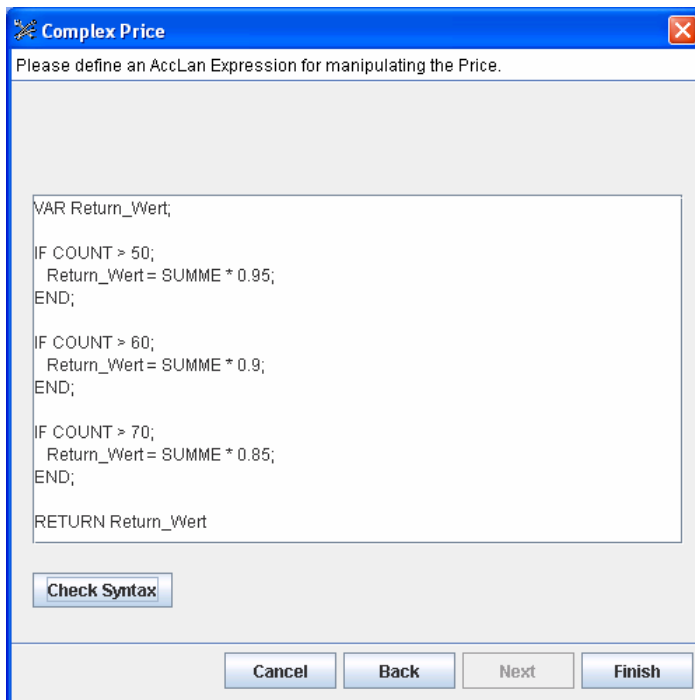 Complex Price
Please define an AccLan Expression for manipulating the Price.
VAR Return_Wert;
IF COUNT > 50;
Return_Wert = SUMME * 0.95;
END;
IF COUNT > 60;
Return_Wert = SUMME * 0.9;
END;
IF COUNT > 70;
Return_Wert = SUMME * 0.85;
END;
RETURN Return_Wert
Check Syntax
Cancel Back Next Finish